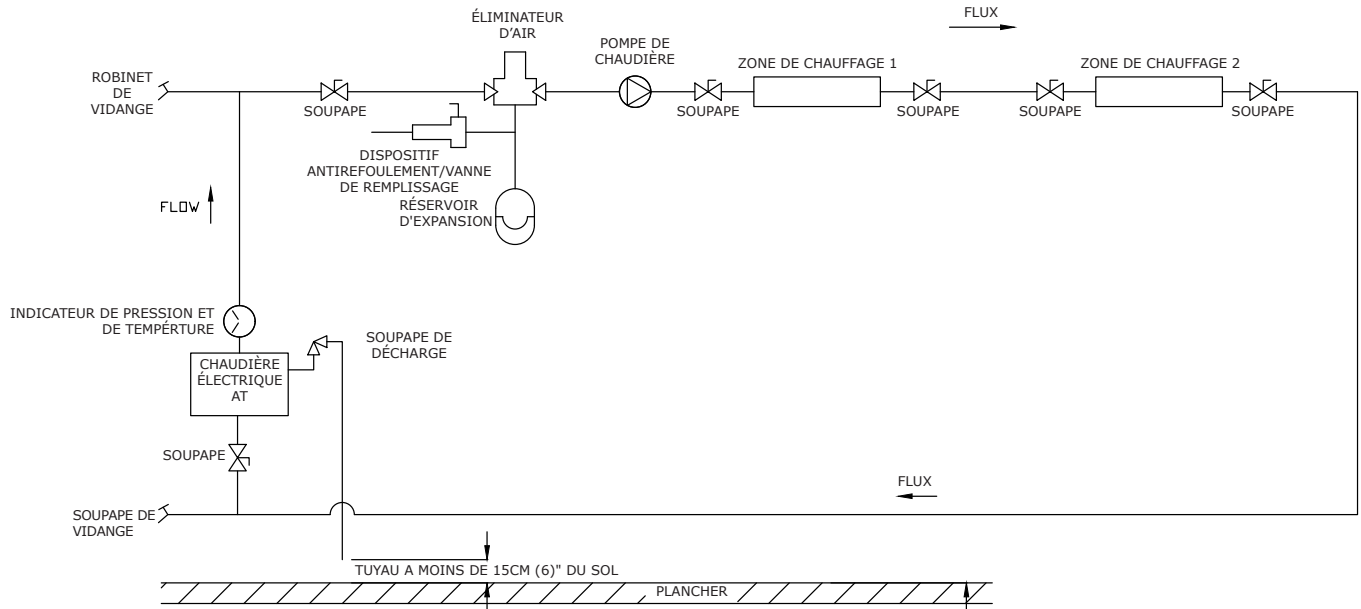 FLUX
ÉLIMINATEUR
D'AIR
POMPE DE
CHAUDIÈRE
ZONE DE CHAUFFAGE 1
ZONE DE CHAUFFAGE 2
ROBINET
DE
VIDANGE
SOUPAPE
SOUPAPE
SOUPAPE
SOUPAPE
SOUPAPE
DISPOSITIF
ANTIREFOULEMENT/VANNE
DE REMPLISSAGE
RÉSERVOIR
D'EXPANSION
FLOW
INDICATEUR DE PRESSION ET
DE TEMPÉRTURE
SOUPAPE DE
DÉCHARGE
CHAUDIÈRE
ÉLECTRIQUE
AT
SOUPAPE
FLUX
SOUPAPE DE
VIDANGE
TUYAU A MOINS DE 15CM (6)" DU SOL
PLANCHER